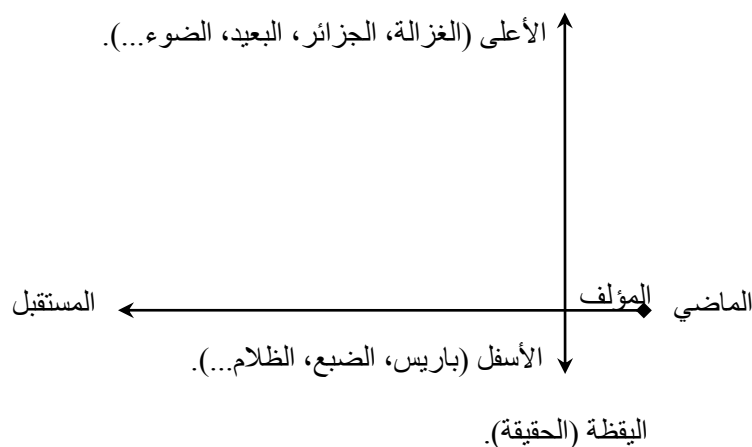 الأعلى (الغزالة، الجزائر، البعيد، الضوء...).
الماضي المؤلف المستقبل
الأسفل (باريس، الضبع، الظلام...).
اليقظة (الحقيقة).